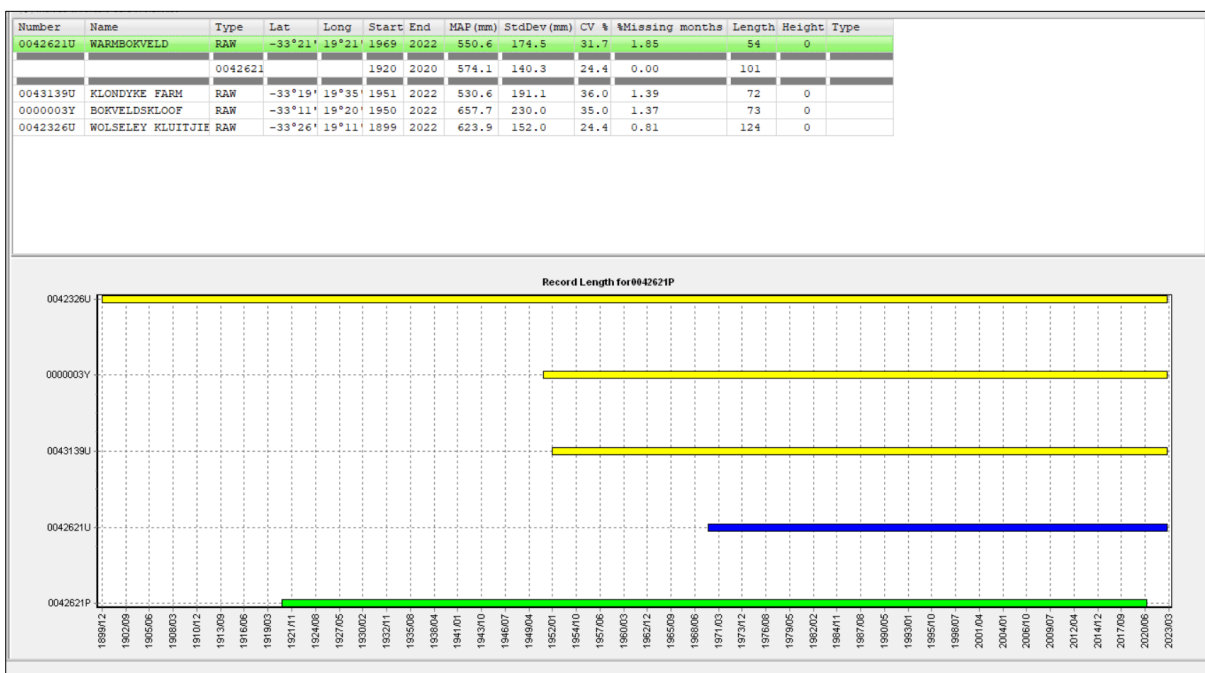 Number Name Type Lat Long Start End MAP(mm) StdDev(mm) CV % %Missing months Length Height Type
0042621U WARMBOKVELD RAW -33°21' 19°21' 1969 2022 550.6 174.5 31.7 1.85 54 0
0042621 1920 2020 574.1 140.3 24.4 0.00 101
0043139U KLONDYKE FARM RAW -33°19' 19°35' 1951 2022 530.6 191.1 36.0 1.39 72 0
0000003Y BOKVELDSKLOOF RAW -33°11' 19°20' 1950 2022 657.7 230.0 35.0 1.37 73 0
0042326U WOLSELEY KLUITJIE RAW -33°26' 19°11' 1899 2022 623.9 152.0 24.4 0.81 124 0
Record Length for0042621P
0042326U
0000003Y
0043139U
0042621U
0042621P
1899/12 1902/09 1905/06 1908/03 1910/12 1913/09 1916/06 1919/03 1921/11 1924/08 1927/05 1930/02 1932/11 1935/08 1938/04 1941/01 1943/10 1946/07 1949/04 1952/01 1954/10 1957/06 1960/03 1962/12 1965/09 1968/06 1971/03 1973/12 1976/08 1979/05 1982/02 1984/11 1987/08 1990/05 1993/01 1995/10 1998/07 2001/04 2004/01 2006/10 2009/07 2012/04 2014/12 2017/09 2020/06 2023/03